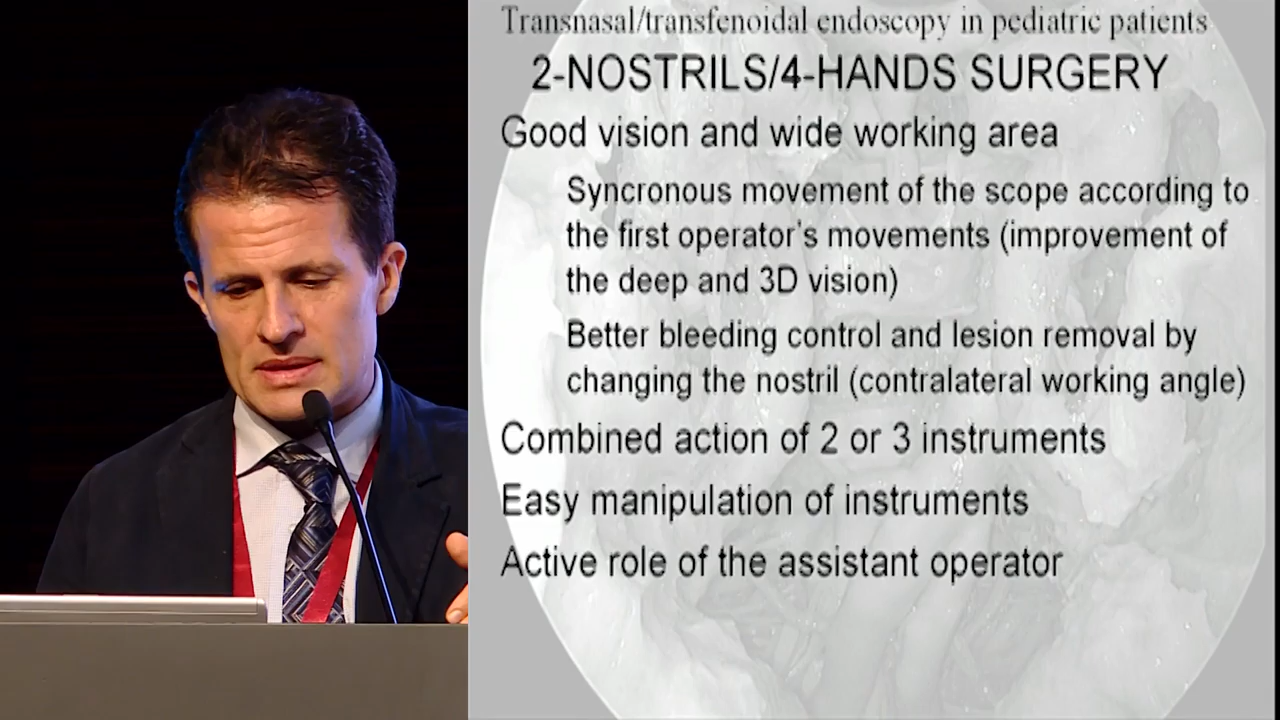 Transnasal/transfenoidal endoscopy in pediatric patients
2-NOSTRILS/4-HANDS SURGERY
Good vision and wide working area
Syncronous movement of the scope according to
the first operator's movements (improvement of
the deep and 3D vision)
Better bleeding control and lesion removal by
changing the nostril (contralateral working angle)
Combined action of 2 or 3 instruments
Easy manipulation of instruments
Active role of the assistant operator